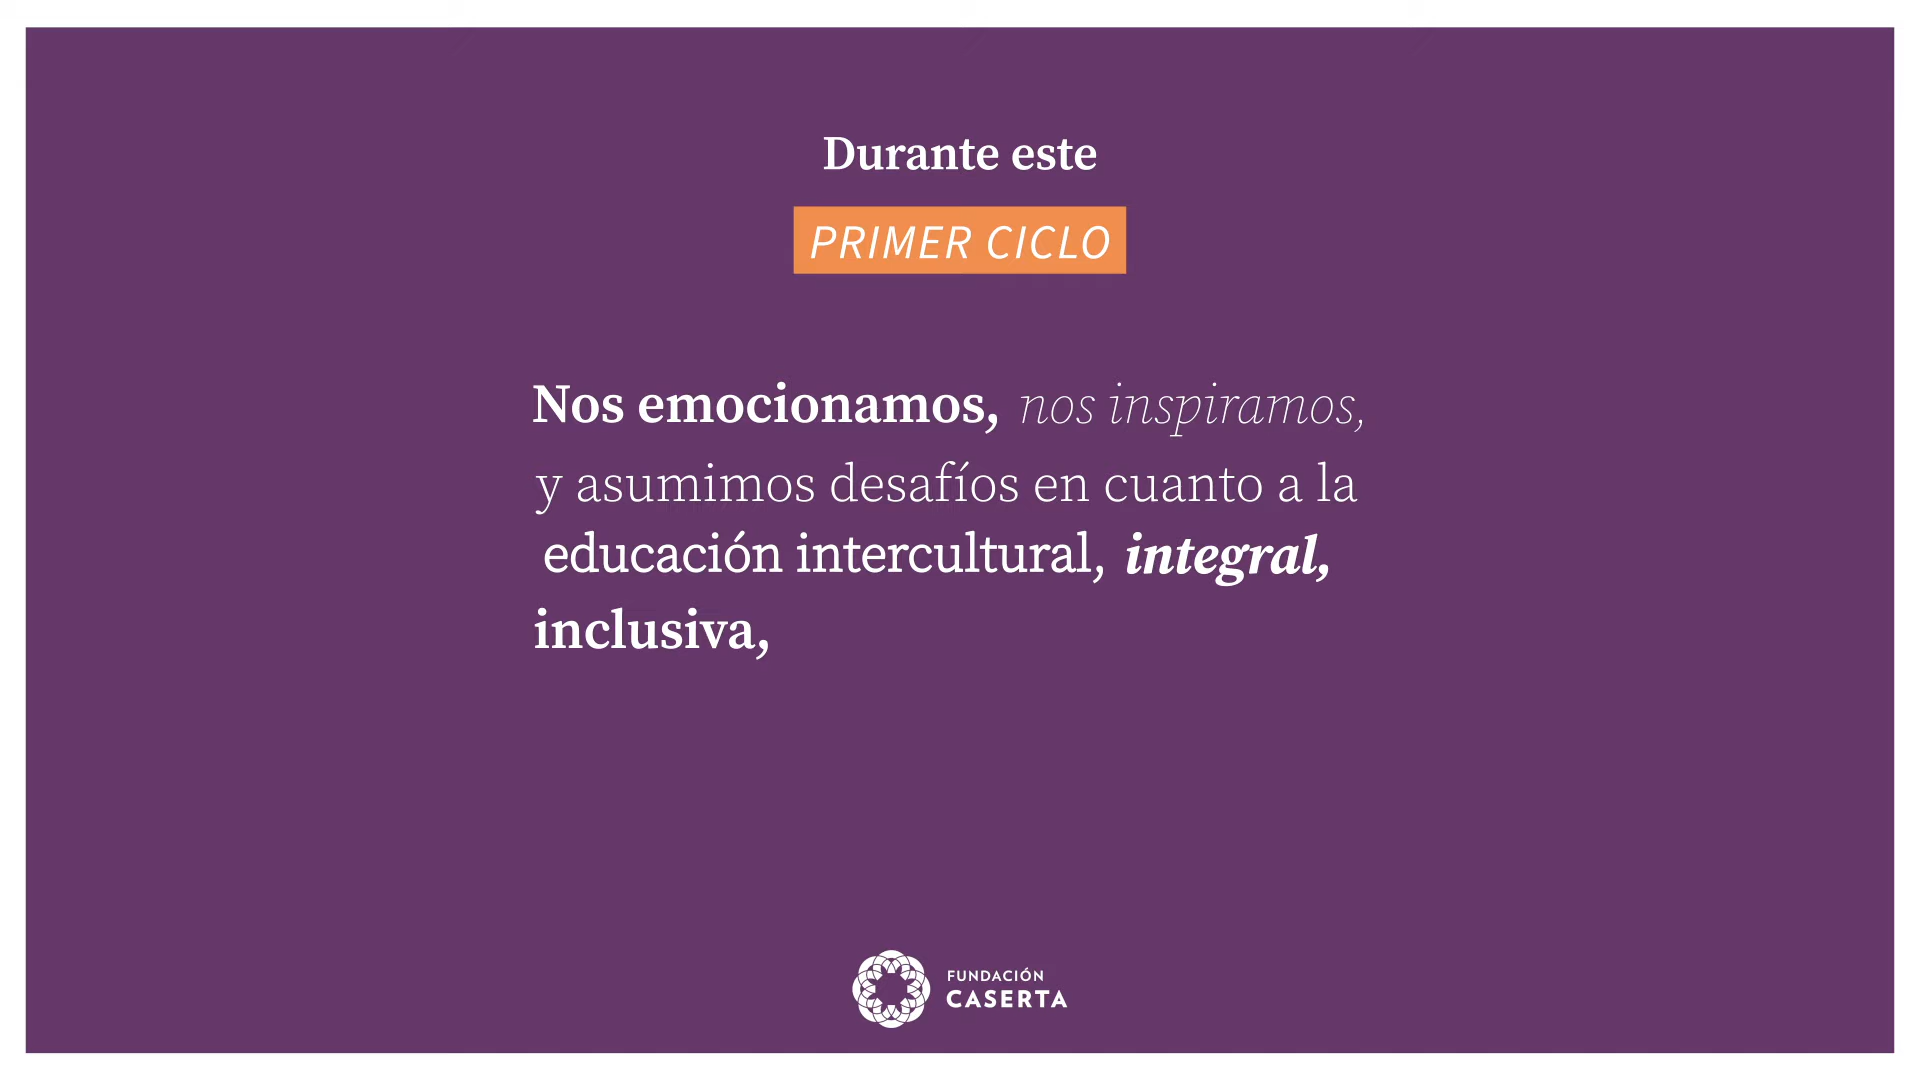 Durante este
PRIMER CICLO
Nos emocionamos, nos inspiramos,
y asumimos desafíos en cuanto a la
educación intercultural, integral,
inclusiva,
FUNDACIÓN
CASERTA